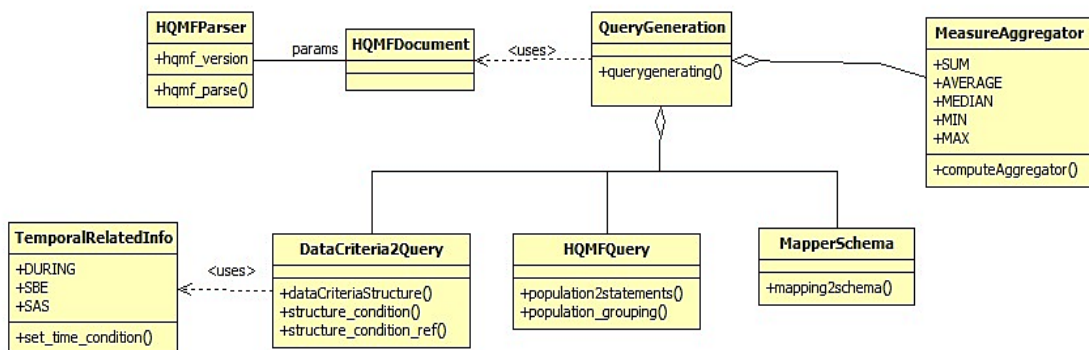 HQMFParser
+hqmf_version
+hqmf_parse()
params
HQMFDocument
<uses>
QueryGeneration
+querygenerating()
MeasureAggregator
+SUM
+AVERAGE
+MEDIAN
+MIN
+MAX
+computeAggregator()
TemporalRelatedInfo
+DURING
+SBE
+SAS
+set_time_condition()
<uses>
DataCriteria2Query
+dataCriteriaStructure()
+structure_condition()
+structure_condition_ref()
HQMFQuery
+population2statements()
+population_grouping()
MapperSchema
+mapping2schema()